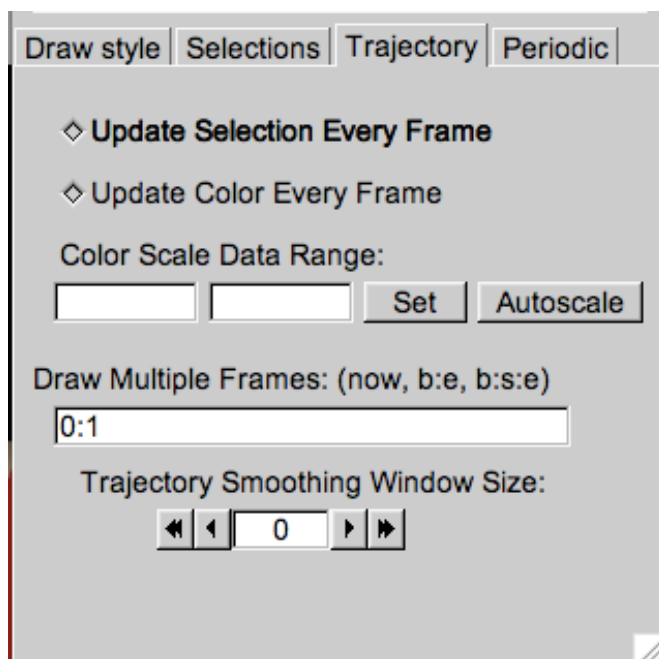 Draw style Selections Trajectory Periodic
Update Selection Every Frame
Update Color Every Frame
Color Scale Data Range:
Set Autoscale
Draw Multiple Frames: (now, b:e, b:s:e)
0:1
Trajectory Smoothing Window Size:
0